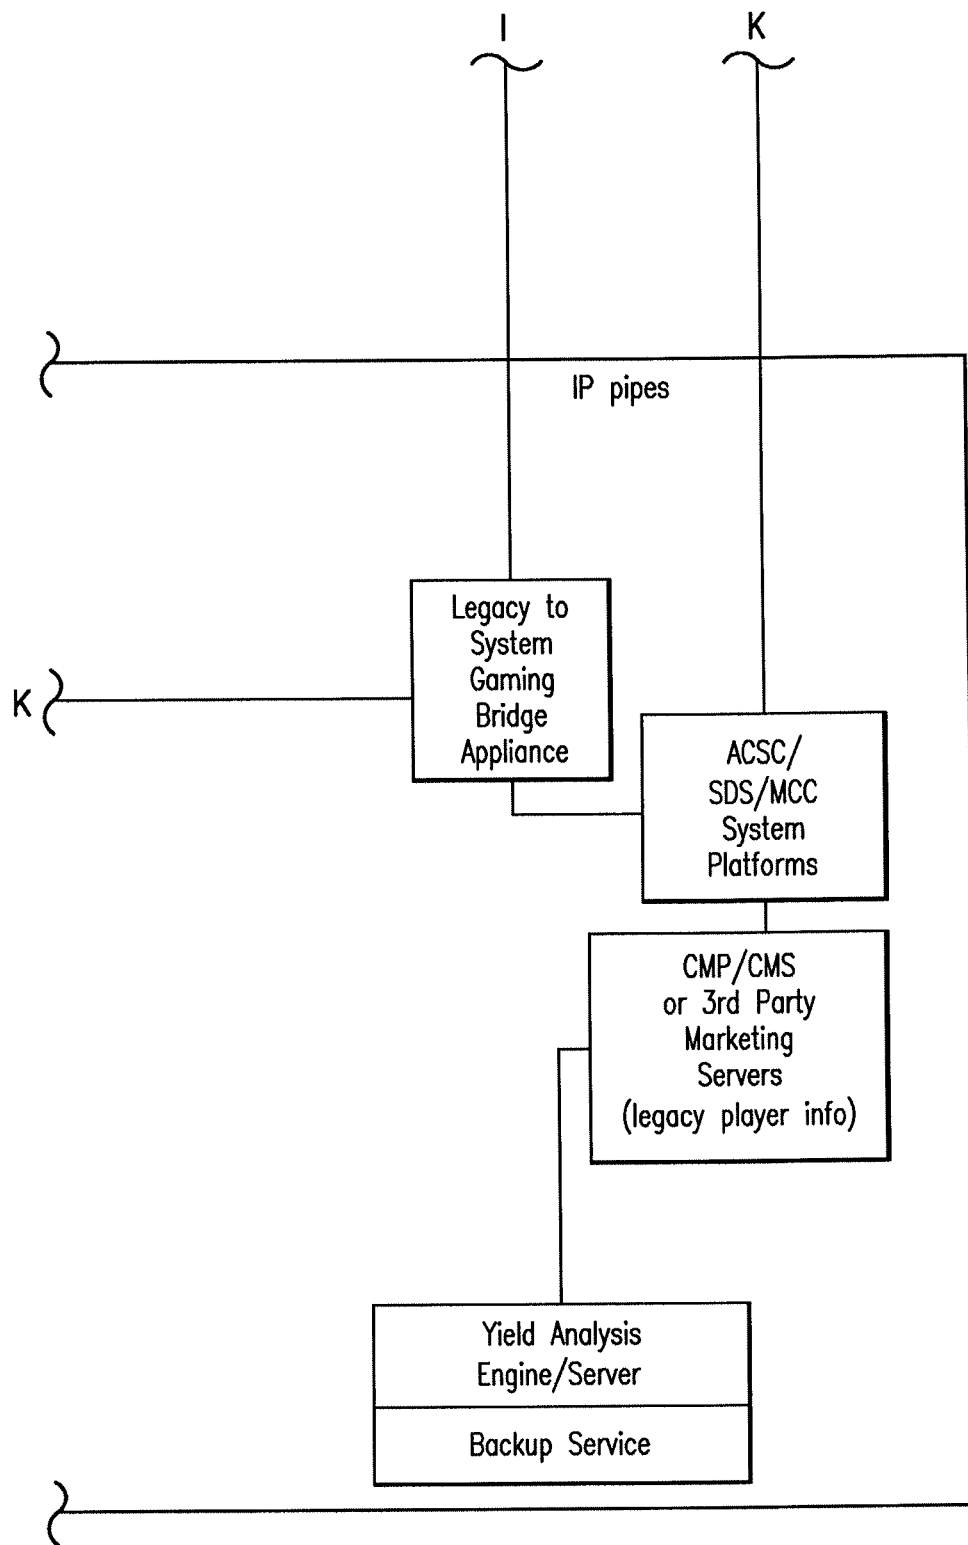 I
K
IP pipes
Legacy to
System
Gaming
Bridge
Appliance
K
ACSC/
SDS/MCC
System
Platforms
CMP/CMS
or 3rd Party
Marketing
Servers
(legacy player info)
Yield Analysis
Engine/Server
Backup Service